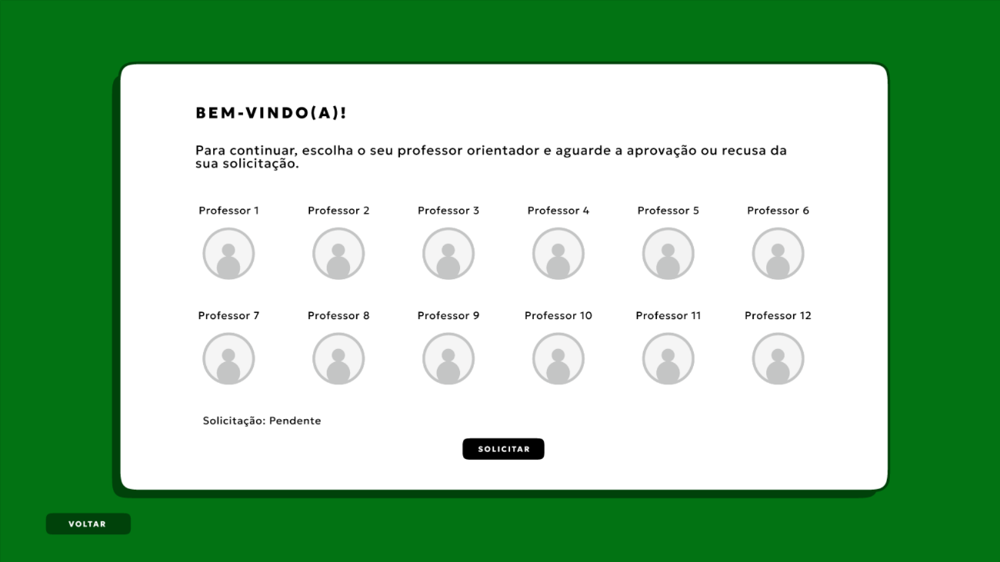 BEM-VINDO(A)!
Para continuar, escolha o seu professor orientador e aguarde a aprovação ou recusa da
sua solicitação.
Professor 1 Professor 2 Professor 3 Professor 4 Professor 5 Professor 6
Professor 7 Professor 8 Professor 9 Professor 10 Professor 11 Professor 12
Solicitação: Pendente
SOLICITAR
VOLTAR